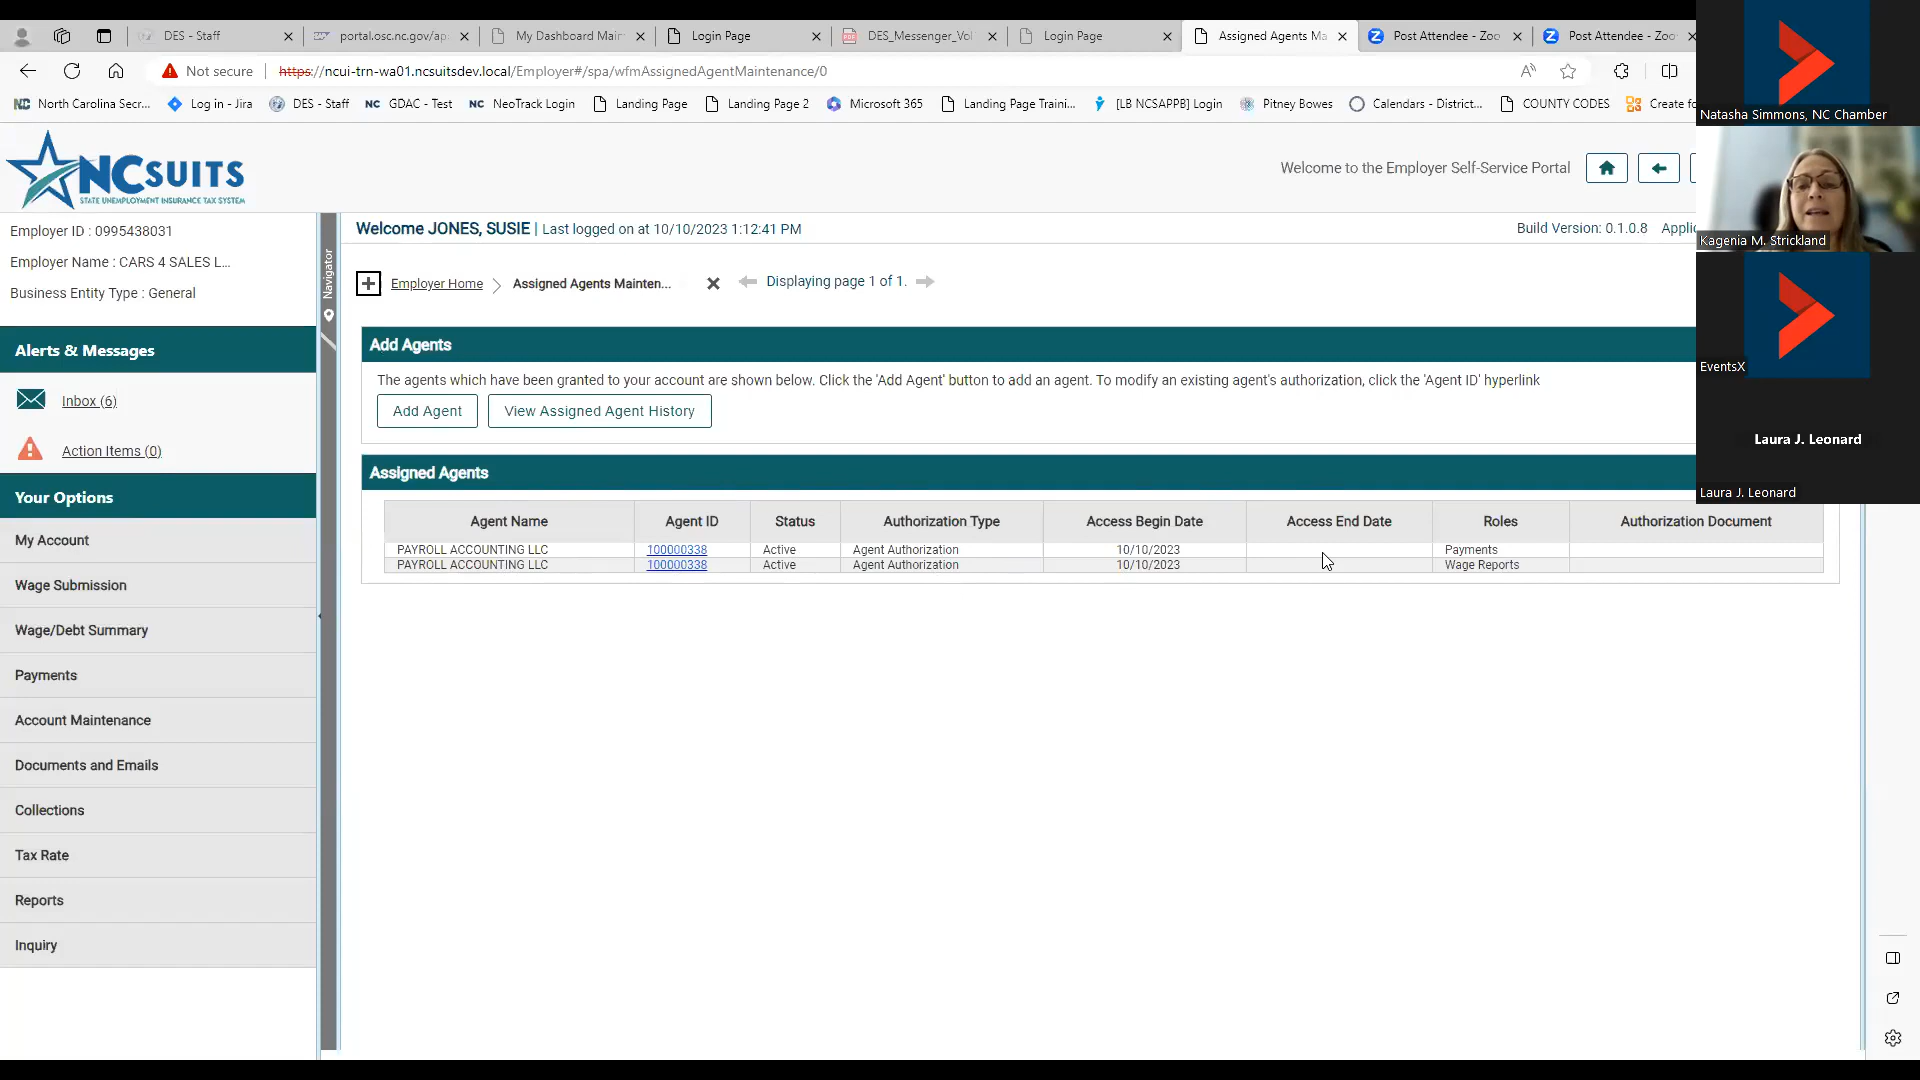 DES - Staff
portal.osc.nc.gov/ap
My Dashboard Main
Login Page
DES_Messenger_Vol
Login Page
Assigned Agents Ma
Post Attendee - Zoo
Post Attendee - Zoo
Not secure
https://ncui-trn-wa01.ncsuitsdev.local/Employer#/spa/wfmAssignedAgentMaintenance/0
North Carolina Secr...
Log in - Jira
DES - Staff
NC GDAC - Test
NC NeoTrack Login
Landing Page
Landing Page 2
Microsoft 365
Landing Page Traini...
[LB NCSAPPB] Login
Pitney Bowes
Calendars - District...
COUNTY CODES
Create fo
Natasha Simmons, NC Chamber
NCSUITS
STATE UNEMPLOYMENT INSURANCE TAX SYSTEM
Welcome to the Employer Self-Service Portal
Kagenia M. Strickland
Employer ID : 0995438031
Employer Name : CARS 4 SALES L...
Business Entity Type : General
Navigator
Welcome JONES, SUSIE | Last logged on at 10/10/2023 1:12:41 PM
Build Version: 0.1.0.8
Applic
Employer Home
Assigned Agents Mainten...
Displaying page 1 of 1.
EventsX
Alerts & Messages
Inbox (6)
Action Items (0)
Your Options
My Account
Wage Submission
Wage/Debt Summary
Payments
Account Maintenance
Documents and Emails
Collections
Tax Rate
Reports
Inquiry
Add Agents
The agents which have been granted to your account are shown below. Click the 'Add Agent' button to add an agent. To modify an existing agent's authorization, click the 'Agent ID' hyperlink
Add Agent
View Assigned Agent History
Laura J. Leonard
Laura J. Leonard
Assigned Agents
Agent Name Agent ID Status Authorization Type Access Begin Date Access End Date Roles Authorization Document
PAYROLL ACCOUNTING LLC 100000338 Active Agent Authorization 10/10/2023 Payments
PAYROLL ACCOUNTING LLC 100000338 Active Agent Authorization 10/10/2023 Wage Reports